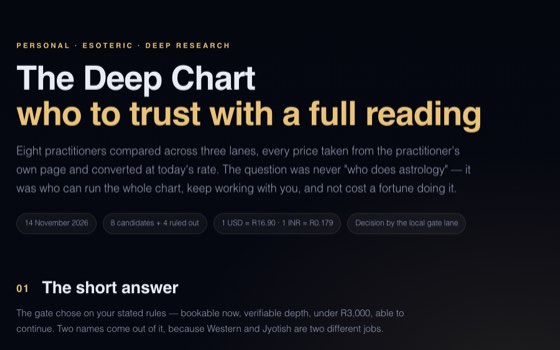 PERSONAL · ESOTERIC · DEEP RESEARCH
The Deep Chart
who to trust with a full reading
Eight practitioners compared across three lanes, every price taken from the practitioner's
own page and converted at today's rate. The question was never "who does astrology" — it
was who can run the whole chart, keep working with you, and not cost a fortune doing it.
14 November 2026
8 candidates + 4 ruled out
1 USD = R16.90 · 1 INR = R0.179
Decision by the local gate lane
01 The short answer
The gate chose on your stated rules — bookable now, verifiable depth, under R3,000, able to
continue. Two names come out of it, because Western and Jyotish are two different jobs.